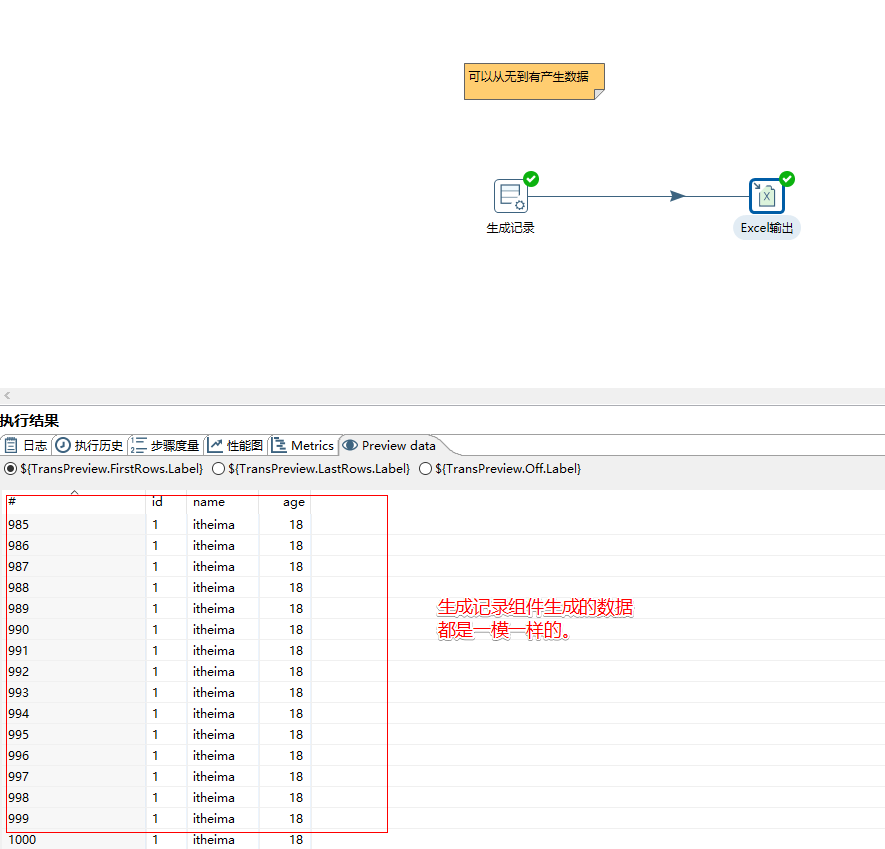 可以从无到有产生数据
生成记录
Excel输出
执行结果
日志 执行历史 步骤度量 性能图 Metrics Preview data
${TransPreview.FirstRows.Label} ${TransPreview.LastRows.Label} ${TransPreview.Off.Label}
# id name age
985 1 itheima 18
986 1 itheima 18
987 1 itheima 18
988 1 itheima 18
989 1 itheima 18
990 1 itheima 18
991 1 itheima 18
992 1 itheima 18
993 1 itheima 18
994 1 itheima 18
995 1 itheima 18
996 1 itheima 18
997 1 itheima 18
998 1 itheima 18
999 1 itheima 18
1000 1 itheima 18
生成记录组件生成的数据
都是一模一样的。